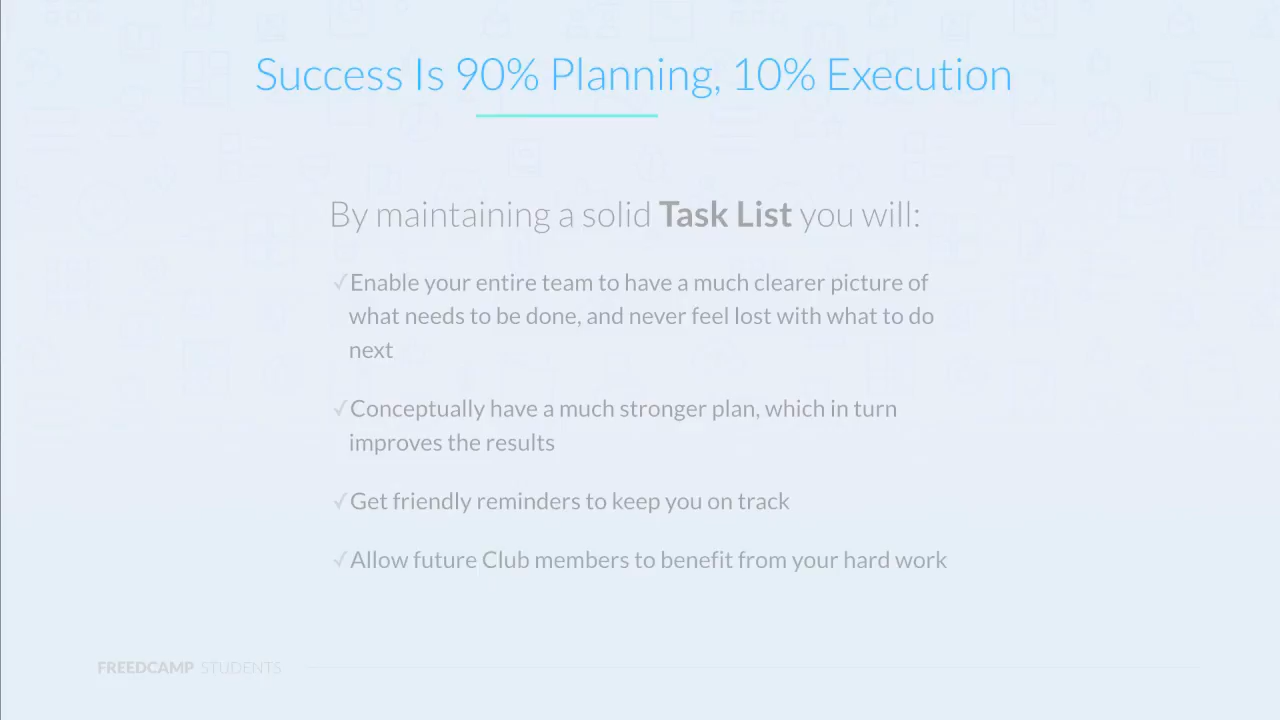 Success Is 90% Planning, 10% Execution
By maintaining a solid Task List you will:
✓Enable your entire team to have a much clearer picture of
what needs to be done, and never feel lost with what to do
next
✓Conceptually have a much stronger plan, which in turn
improves the results
✓Get friendly reminders to keep you on track
✓Allow future Club members to benefit from your hard work
FREEDCAMP STUDENTS